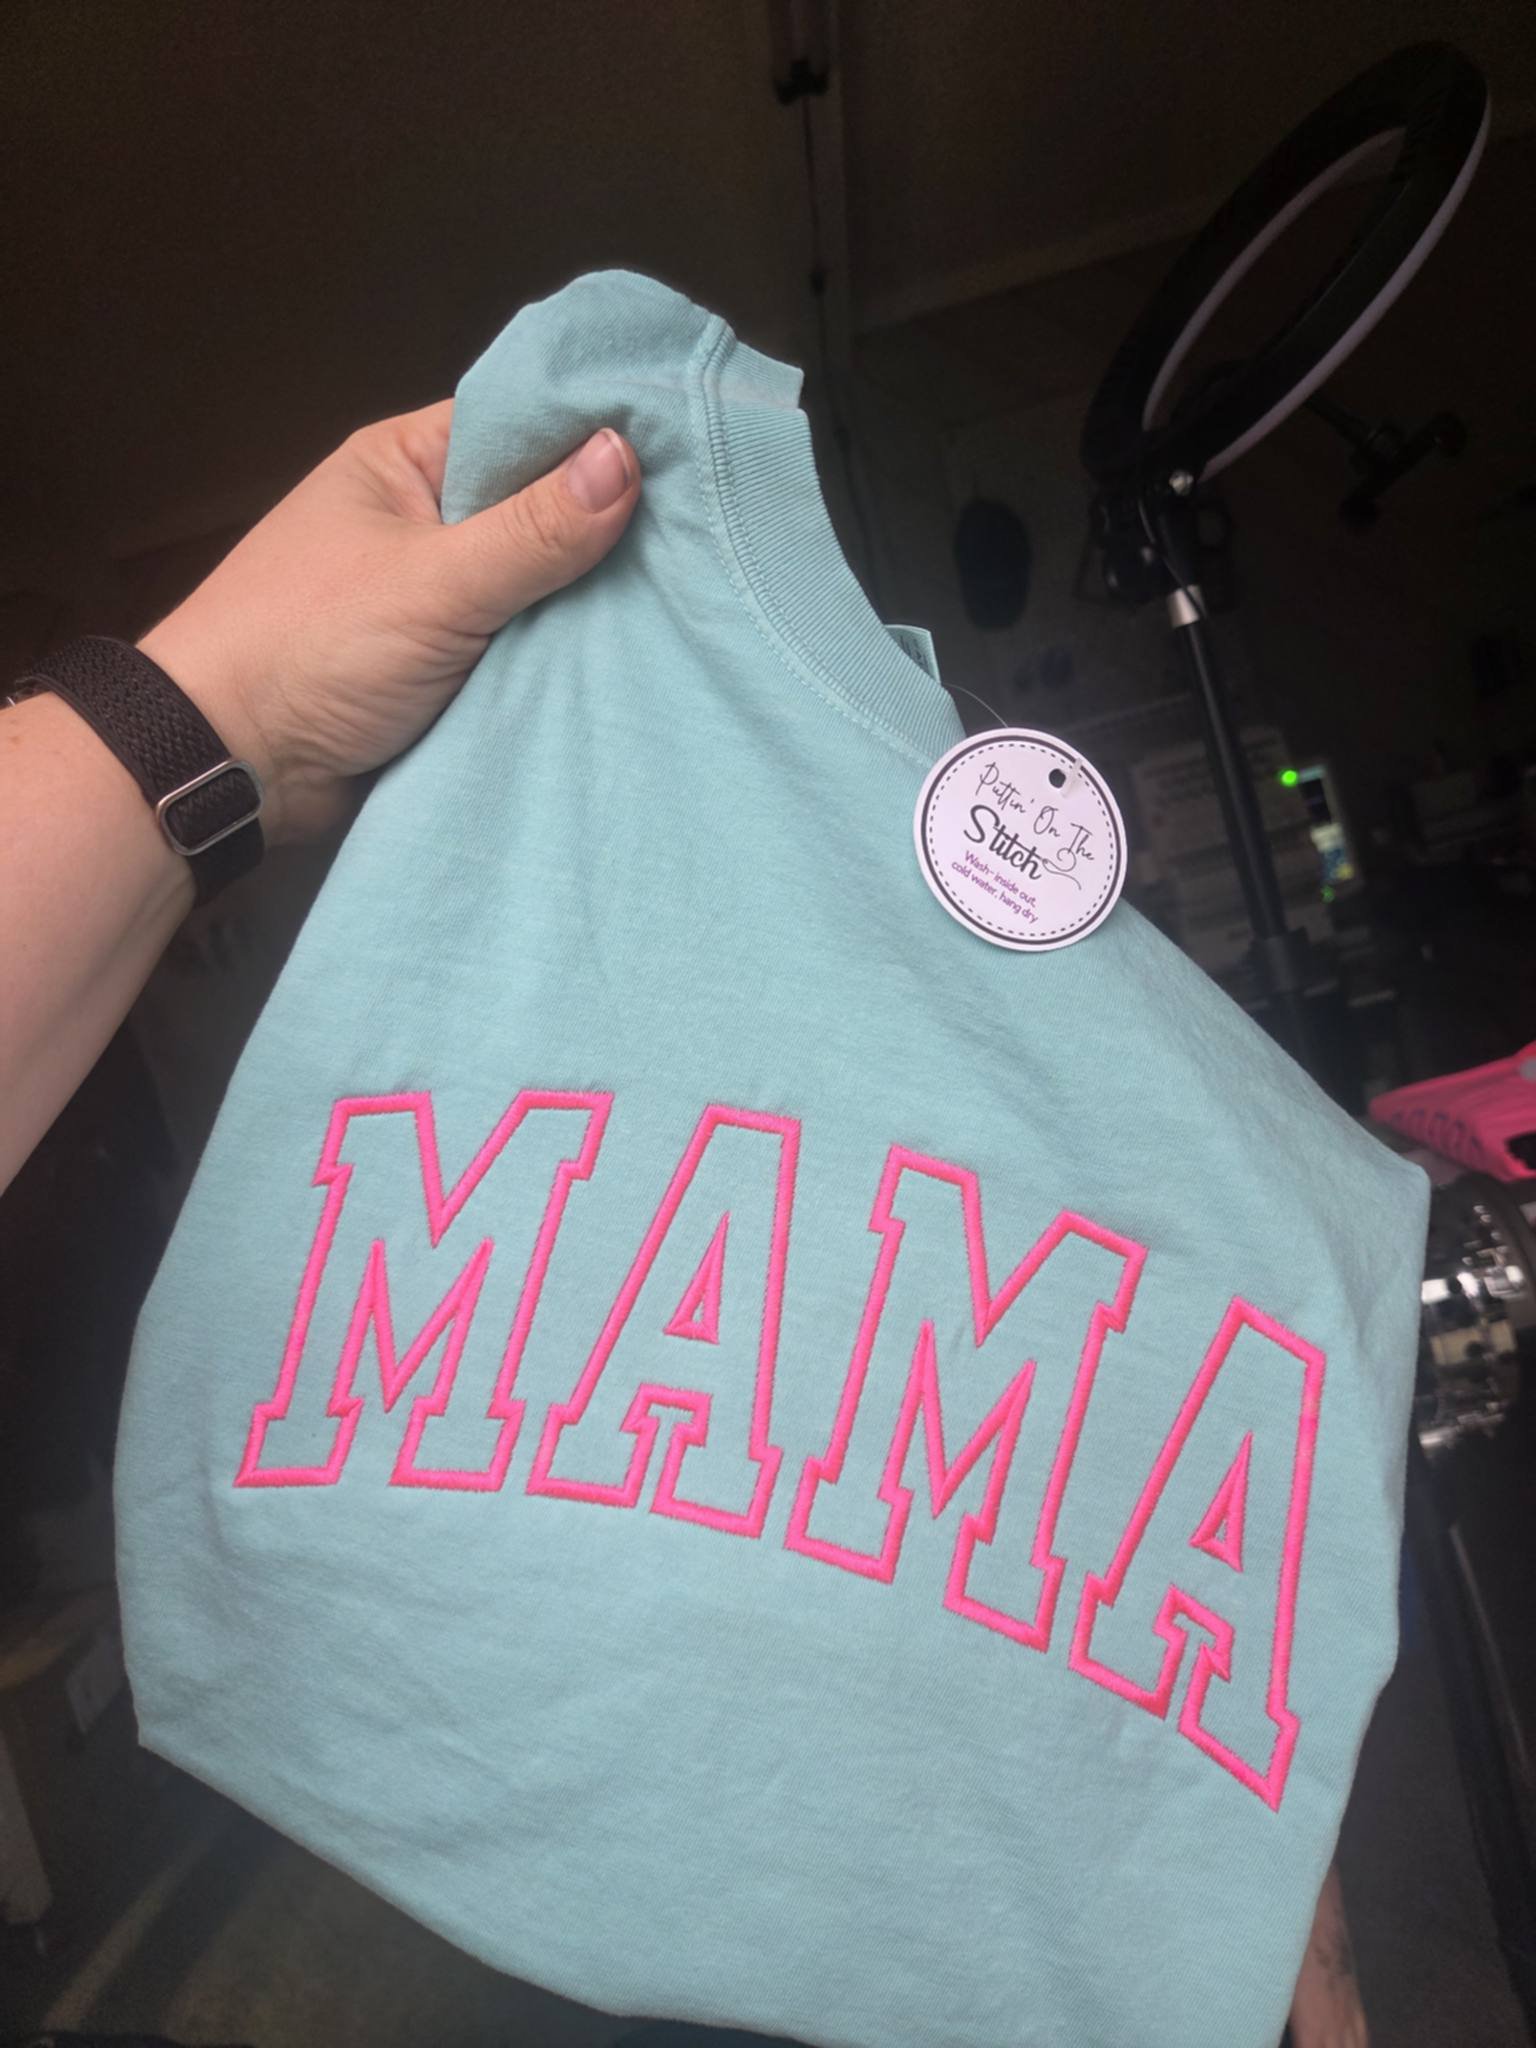 Puttin' On The
Stitch
Wash- inside out,
cold water, hang dry
MAMA